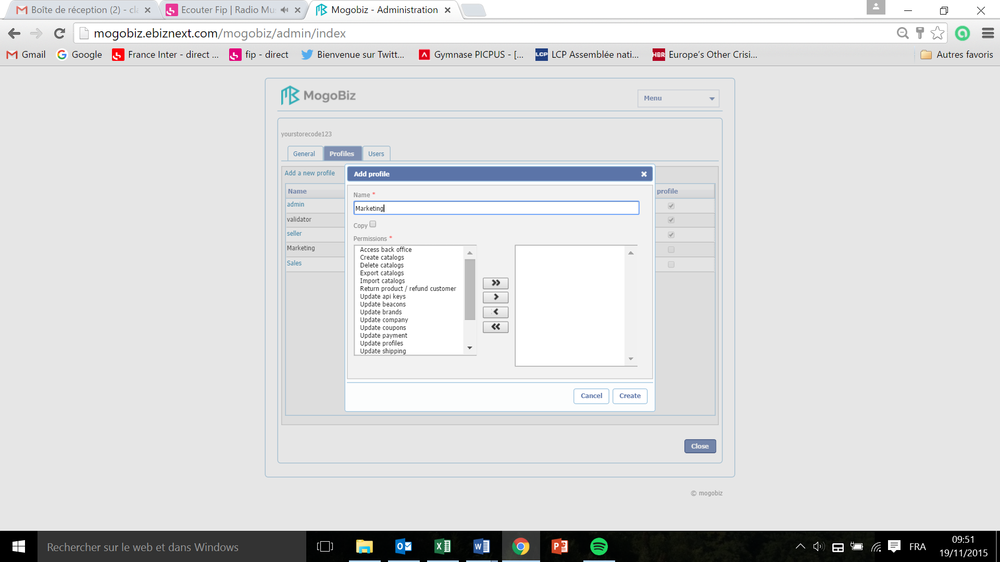 Boîte de réception (2) - cla
Ecouter Fip | Radio Mus
Mogobiz - Administration
mogobiz.ebiznext.com/mogobiz/admin/index
Gmail
Google
France Inter - direct ...
fip - direct
Bienvenue sur Twitt...
Gymnase PICPUS - [...
LCP
LCP Assemblée nati...
HBR
Europe's Other Crisi...
Autres favoris
MogoBiz
Menu
yourstorecode123
General
Profiles
Users
Add a new profile
Add profile
Name
profile
Name *
admin
Marketing
validator
Copy
seller
Permissions *
Marketing
Sales
Access back office
Create catalogs
Delete catalogs
Export catalogs
Import catalogs
Return product / refund customer
Update api keys
Update beacons
Update brands
Update company
Update coupons
Update payment
Update profiles
Update shipping
Cancel
Create
Close
© mogobiz
Rechercher sur le web et dans Windows
FRA
09:51
19/11/2015